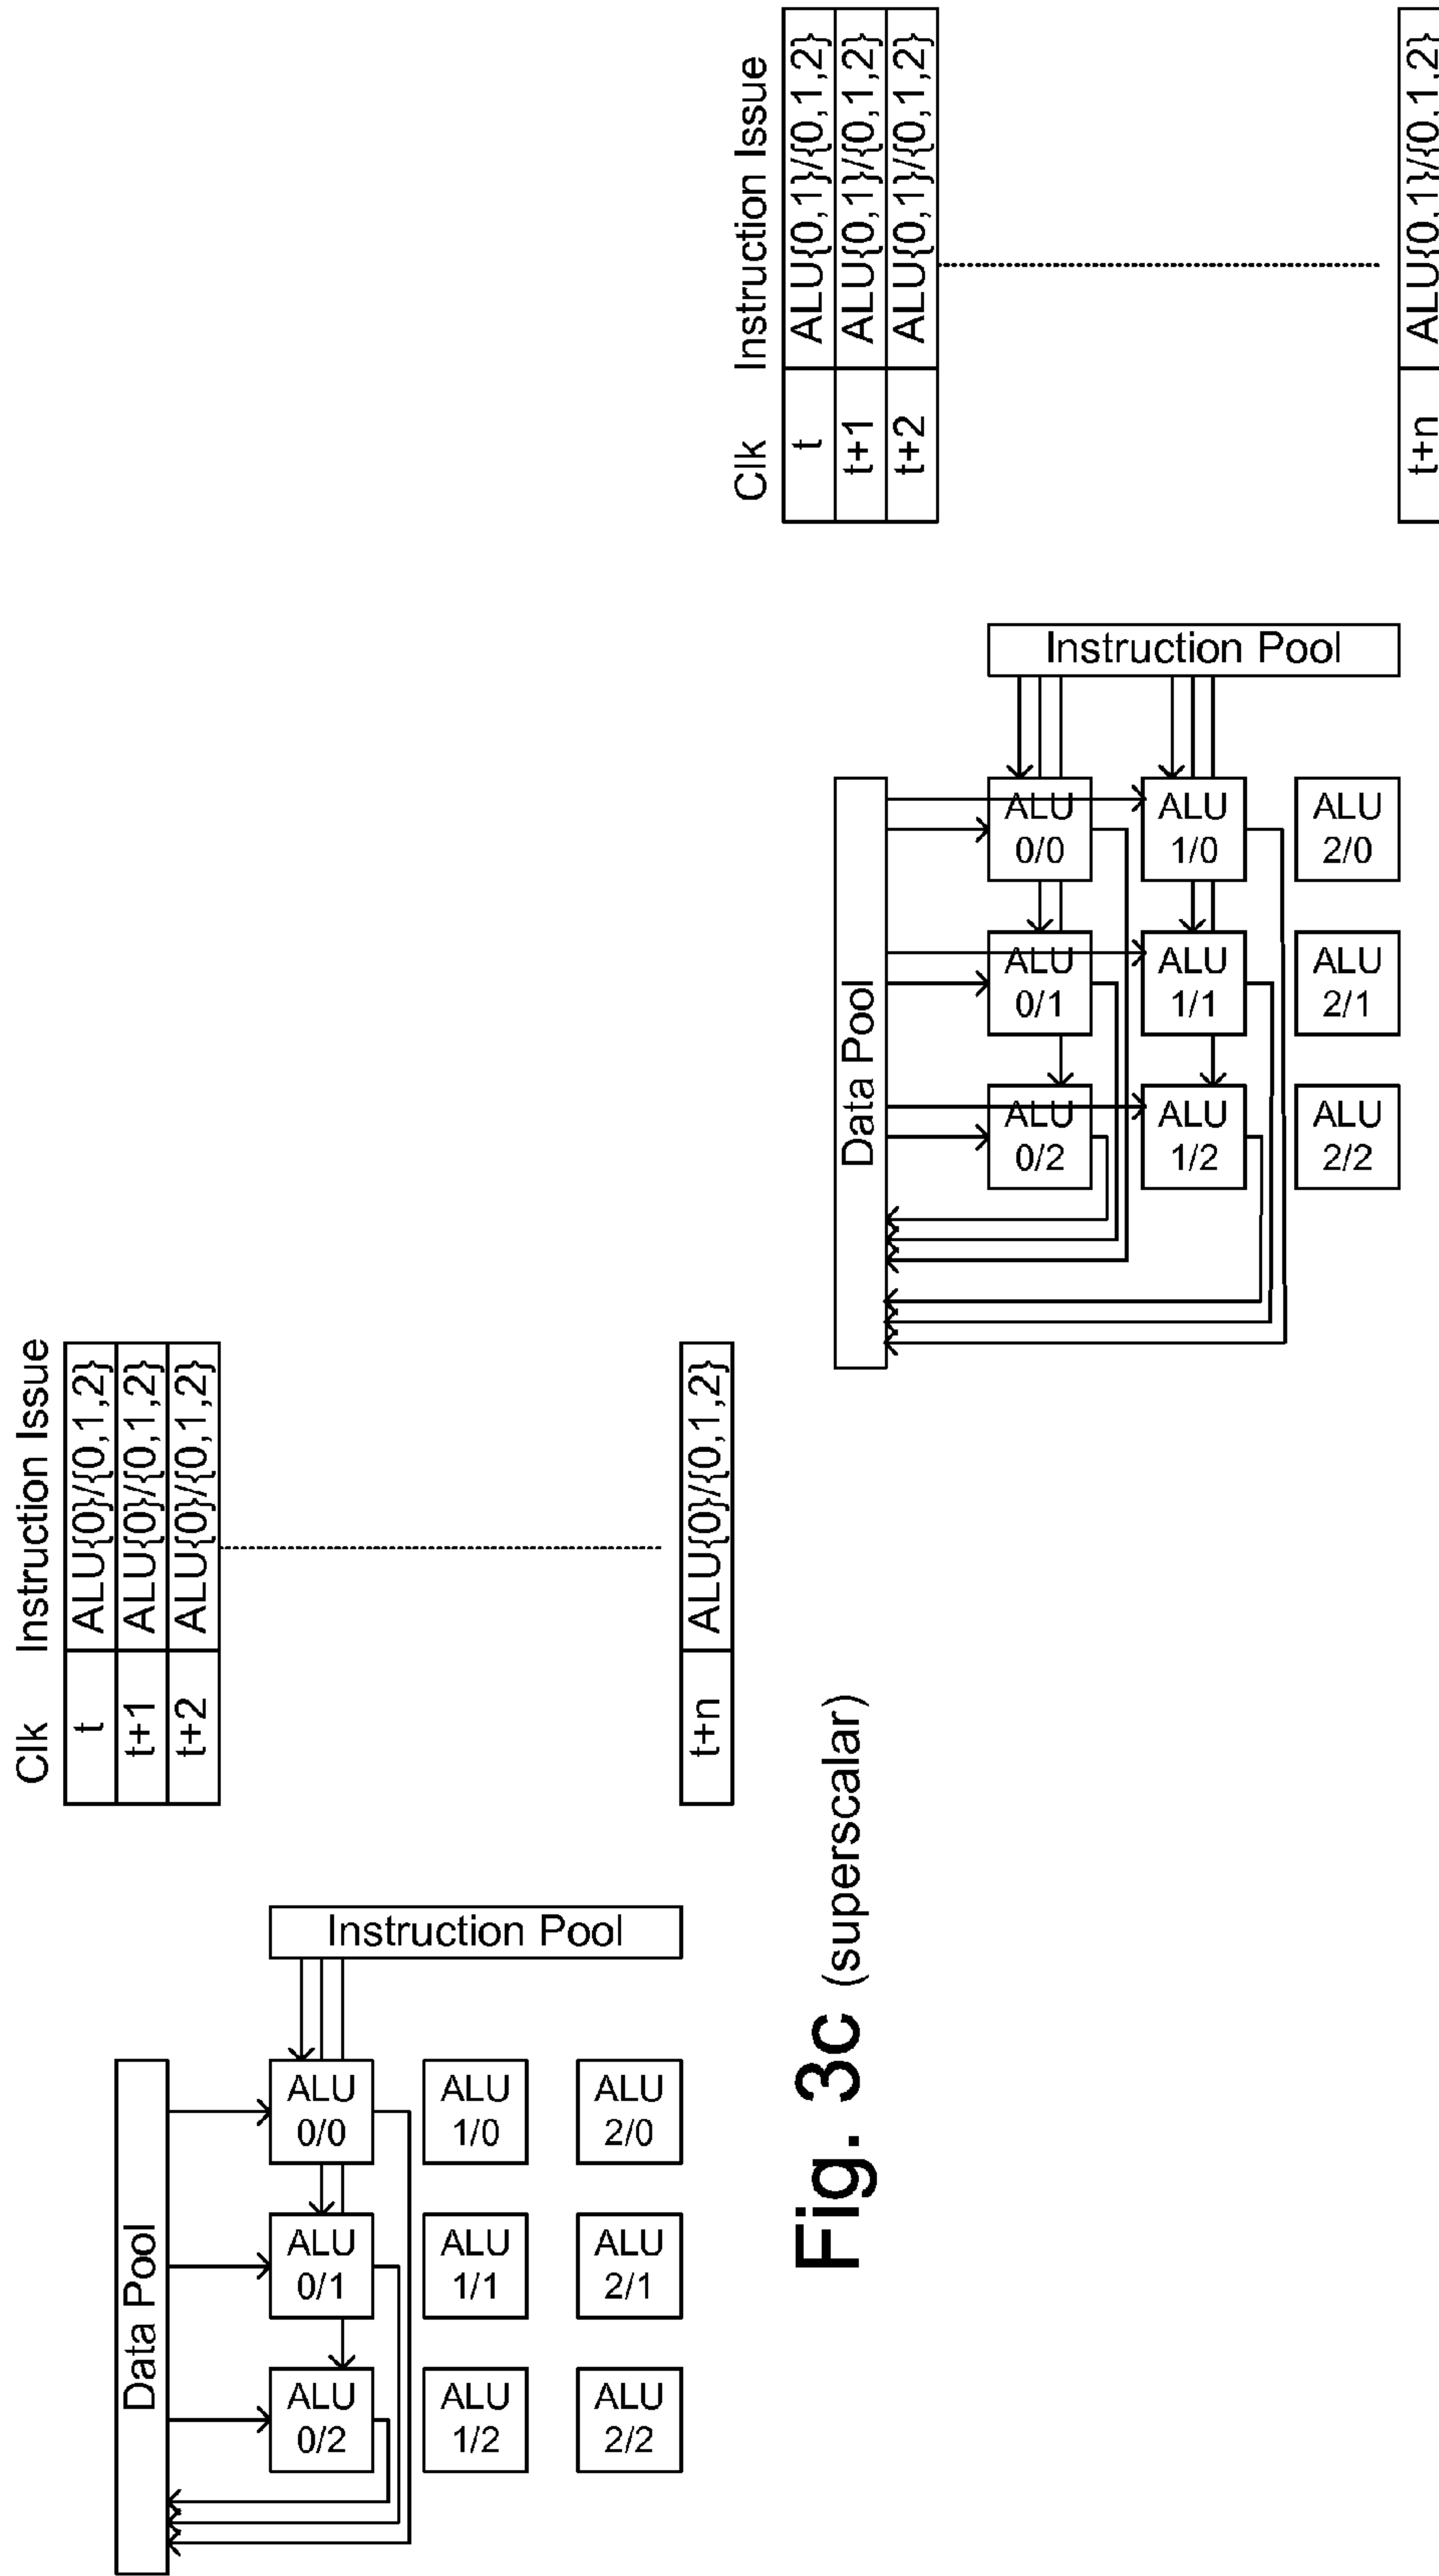 Clk Instruction Issue
t ALU{0}/{0,1,2}
t+1 ALU{0}/{0,1,2}
t+2 ALU{0}/{0,1,2}
t+n ALU{0}/{0,1,2}
Instruction Pool
Data Pool
ALU
0/0
ALU
1/0
ALU
2/0
ALU
0/1
ALU
1/1
ALU
2/1
ALU
0/2
ALU
1/2
ALU
2/2
Fig. 3c (superscalar)
Clk Instruction Issue
t ALU{0,1}/{0,1,2}
t+1 ALU{0,1}/{0,1,2}
t+2 ALU{0,1}/{0,1,2}
t+n ALU{0,1}/{0,1,2}
Instruction Pool
Data Pool
ALU
0/0
ALU
1/0
ALU
2/0
ALU
0/1
ALU
1/1
ALU
2/1
ALU
0/2
ALU
1/2
ALU
2/2